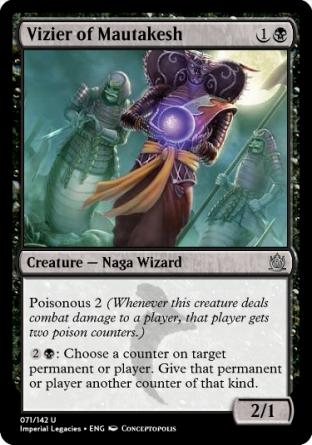 Vizier of Mautakesh 1
Creature — Naga Wizard
Poisonous 2 (Whenever this creature deals
combat damage to a player, that player gets
two poison counters.)
2 : Choose a counter on target
permanent or player. Give that permanent
or player another counter of that kind.
2/1
071/142 U
Imperial Legacies • ENG Conceptopolis